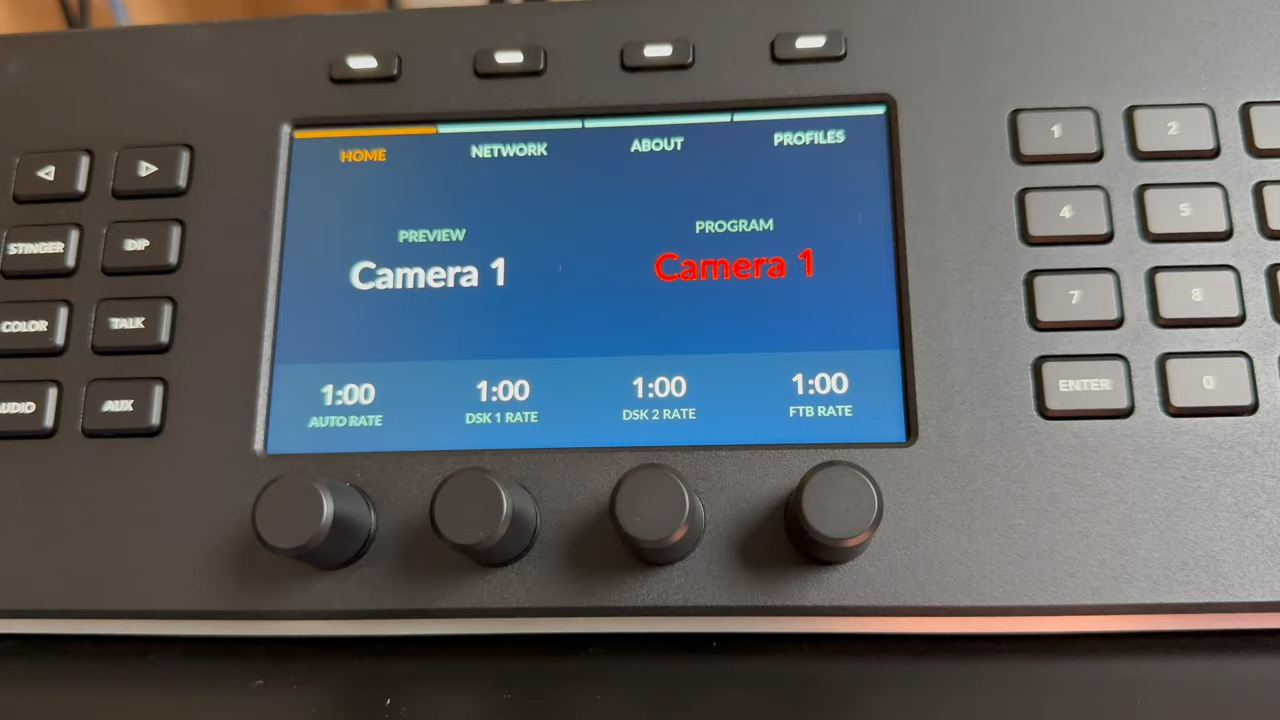 HOME NETWORK ABOUT PROFILES
PREVIEW PROGRAM
Camera 1 Camera 1
1:00 1:00 1:00 1:00
AUTO RATE DSK 1 RATE DSK 2 RATE FTB RATE
STINGER DIP
COLOR TALK
AUX
1 2
4 5
7 8
ENTER 0